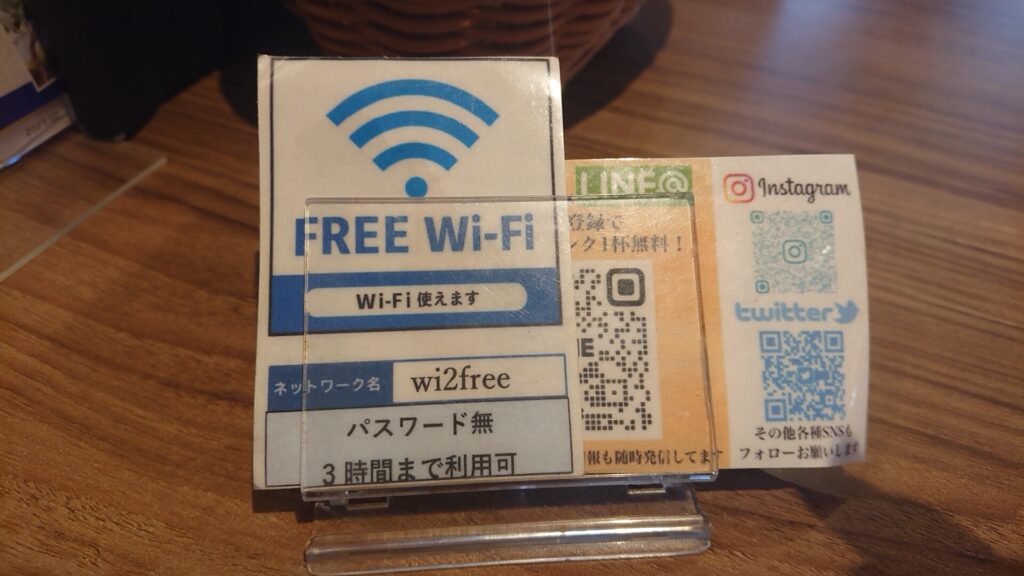 FREE Wi-Fi
Wi-Fi 使えます
ネットワーク名
wi2free
パスワード無
3時間まで利用可
LINE@
登録で
ンク1杯無料!
報も随時発信してます
Instagram
twitter
その他各種SNSも
フォローお願いします